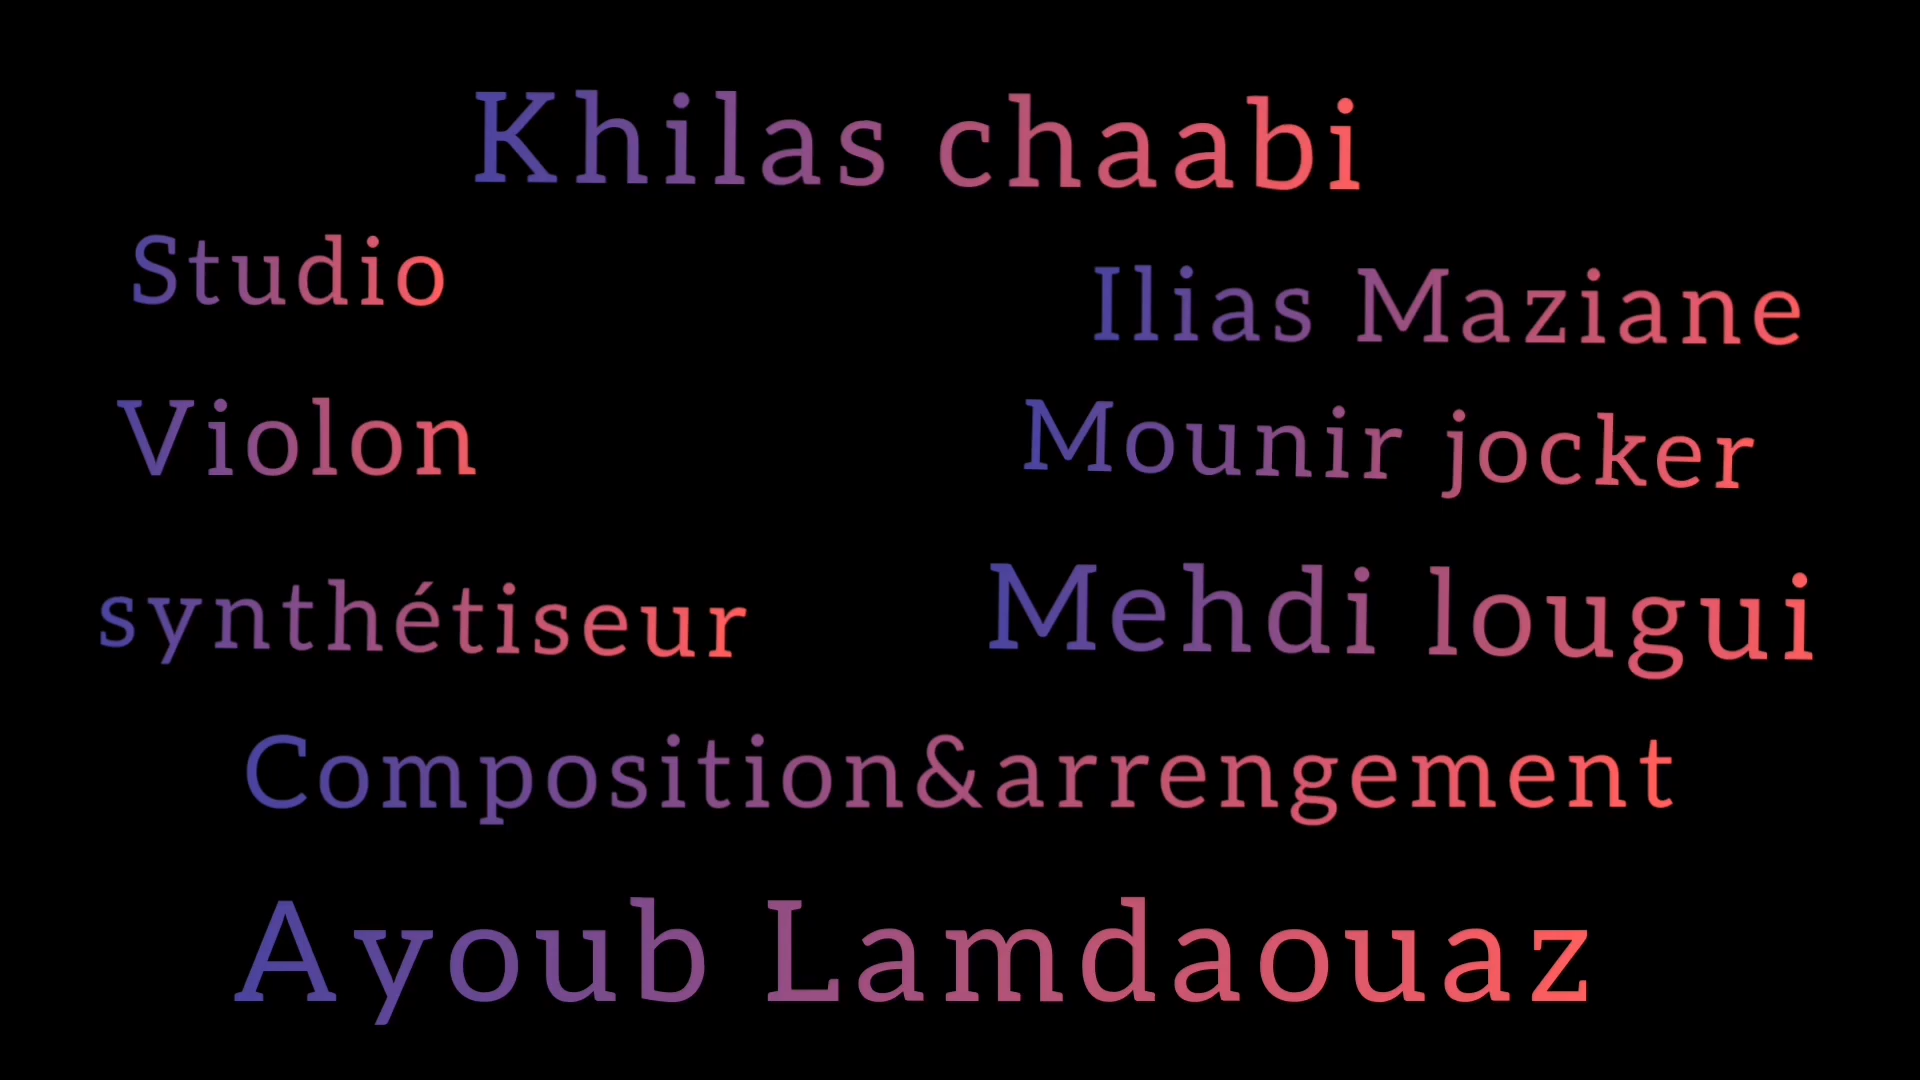 Khilas chaabi
Studio Ilias Maziane
Violon Mounir jocker
synthétiseur Mehdi lougui
Composition&arrengement
Ayoub Lamdaouaz